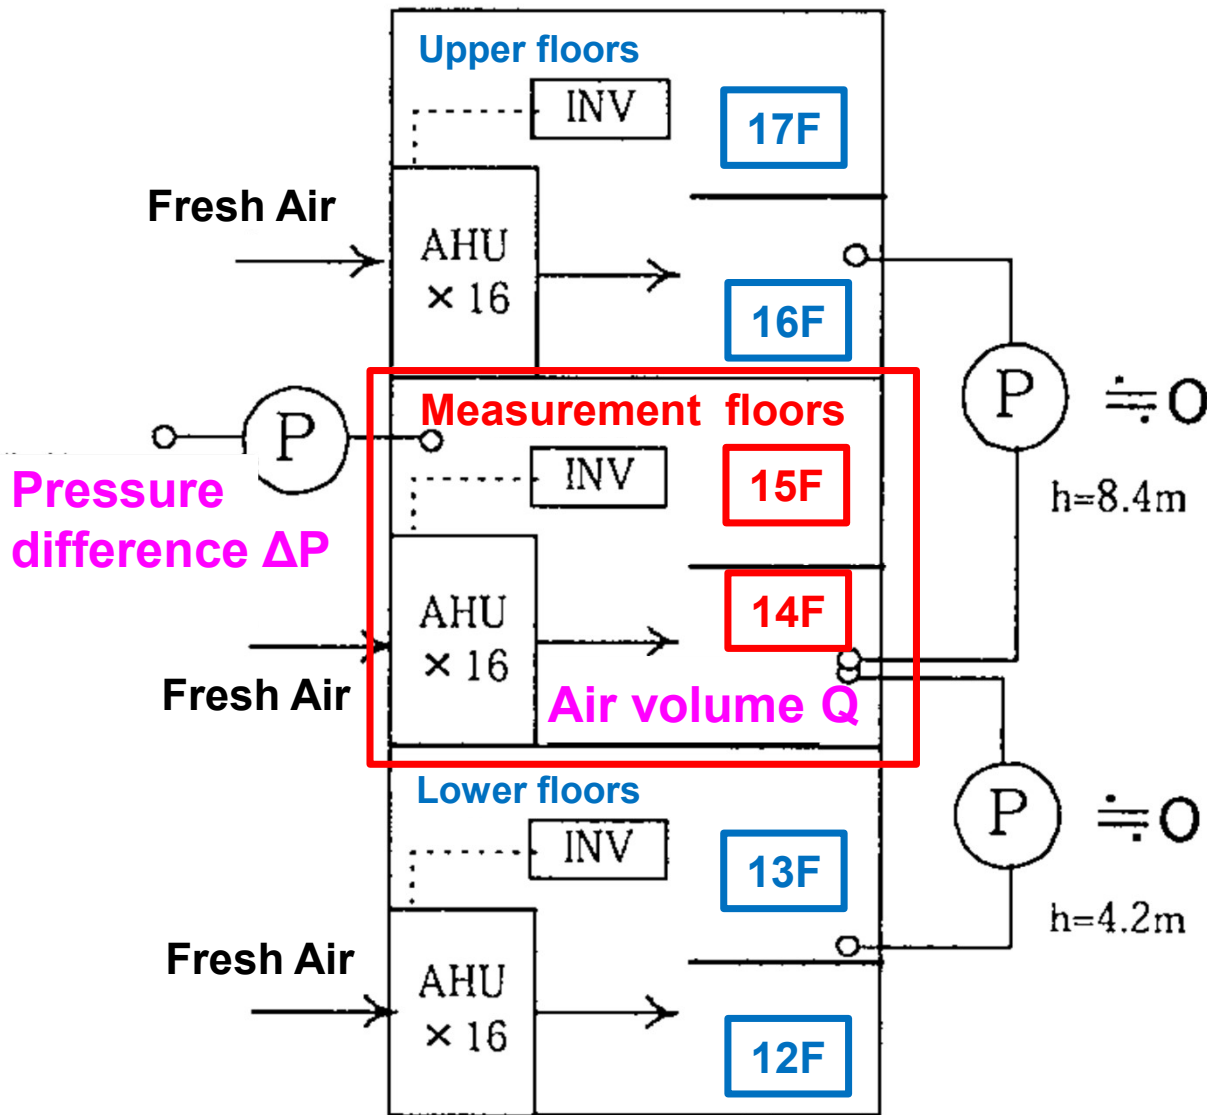 Upper floors
INV
17F
Fresh Air
AHU
× 16
16F
P
≒0
h=8.4m
Measurement floors
P
INV
15F
Pressure
difference ΔP
14F
AHU
× 16
Fresh Air
Air volume Q
Lower floors
P
≒0
INV
13F
h=4.2m
Fresh Air
AHU
× 16
12F